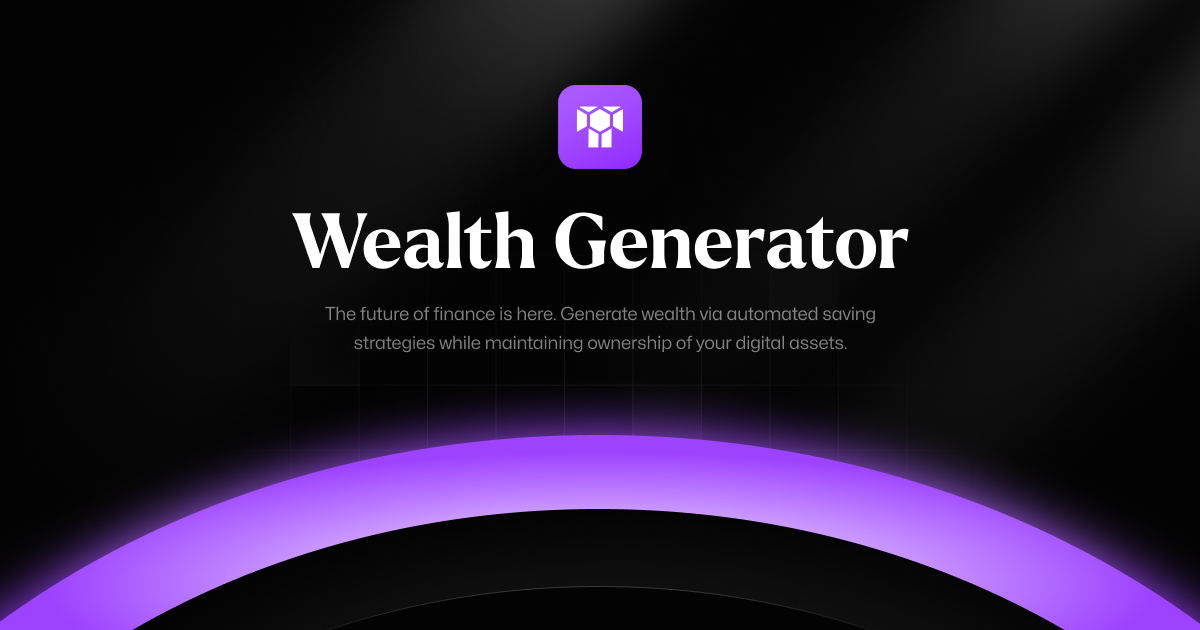 Wealth Generator
The future of finance is here. Generate wealth via automated saving
strategies while maintaining ownership of your digital assets.